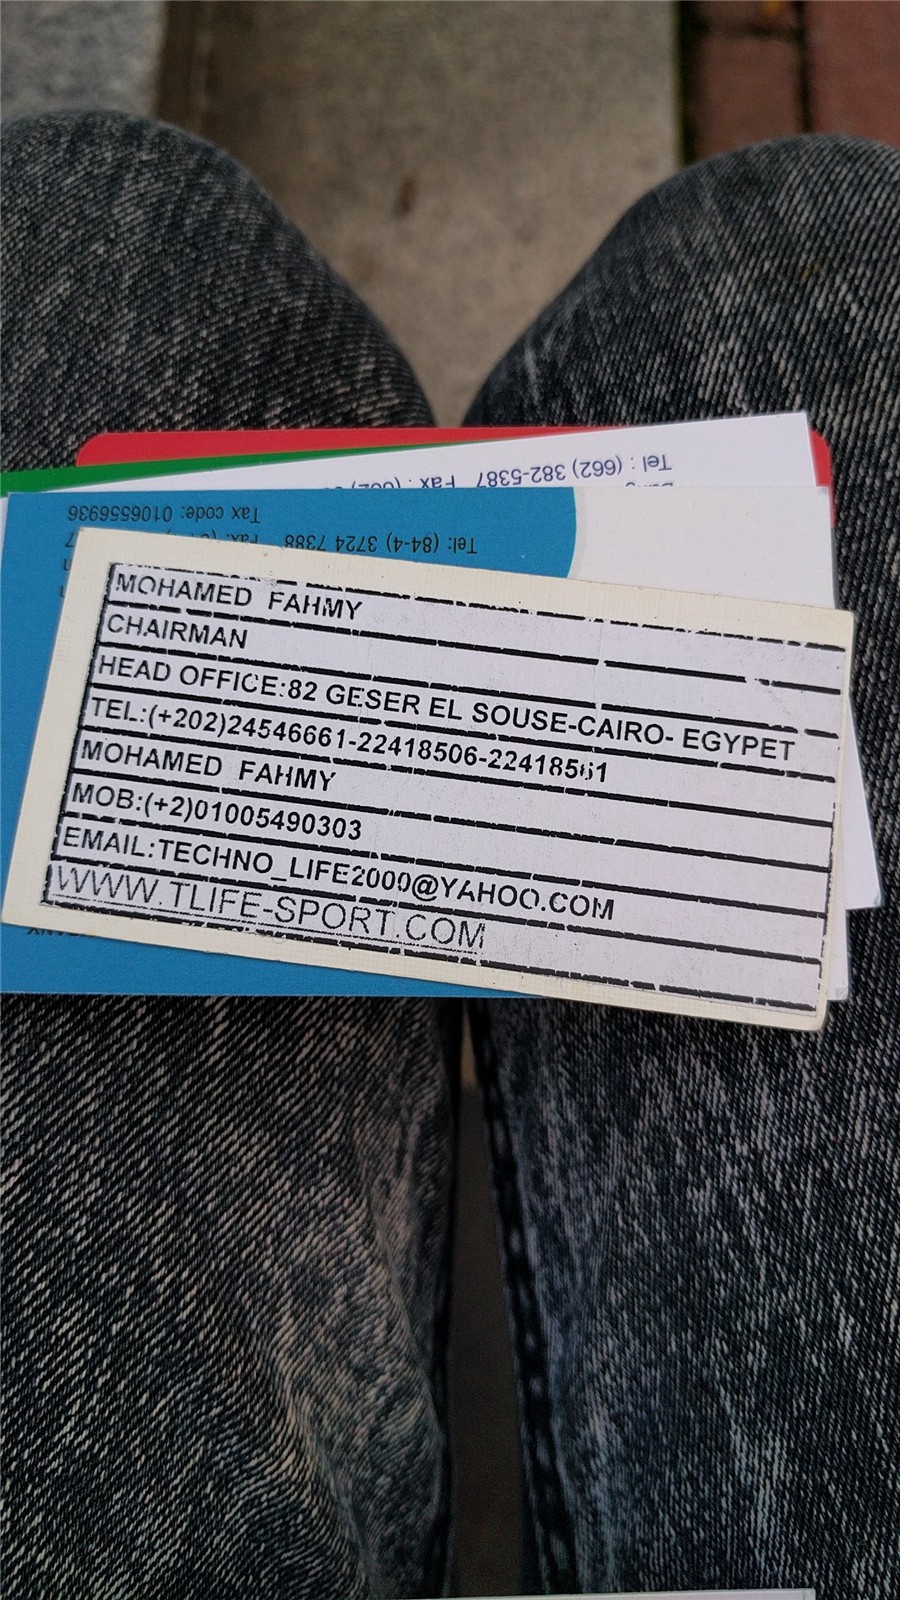 Tel : (662) 382-5387 Fax : (662)
Tax code: 0106556936
Tel: (84-4) 3724 7388 Fax:
MOHAMED FAHMY
CHAIRMAN
HEAD OFFICE:82 GESER EL SOUSE-CAIRO- EGYPET
TEL:(+202)24546661-22418506-22418561
MOHAMED FAHMY
MOB:(+2)01005490303
EMAIL:TECHNO_LIFE2000@YAHOO.COM
WWW.TLIFE-SPORT.COM